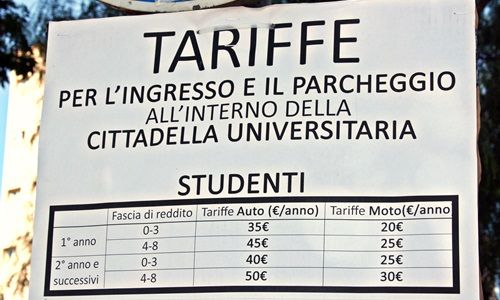 TARIFFE
PER L'INGRESSO E IL PARCHEGGIO
ALL'INTERNO DELLA
CITTADELLA UNIVERSITARIA
STUDENTI
Fascia di reddito Tariffe Auto (€/anno) Tariffe Moto(€/anno)
1° anno 0-3 35€ 20€
4-8 45€ 25€
2° anno e successivi 0-3 40€ 25€
4-8 50€ 30€